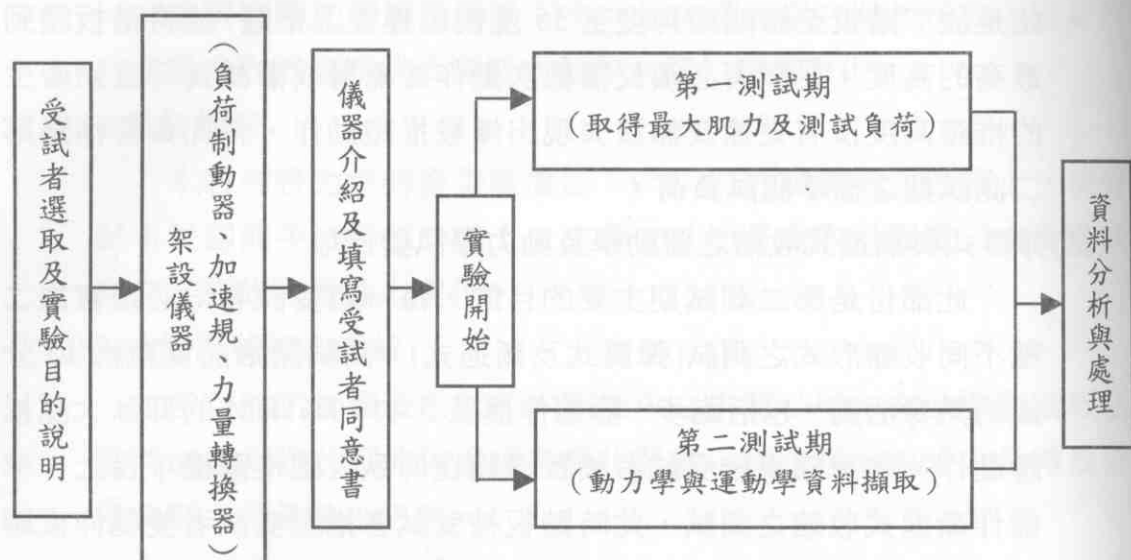 受試者選取及實驗目的說明
架設儀器
(負荷制動器、加速規、力量轉換器)
儀器介紹及填寫受試者同意書
實驗開始
第一測試期
(取得最大肌力及測試負荷)
第二測試期
(動力學與運動學資料擷取)
資料分析與處理